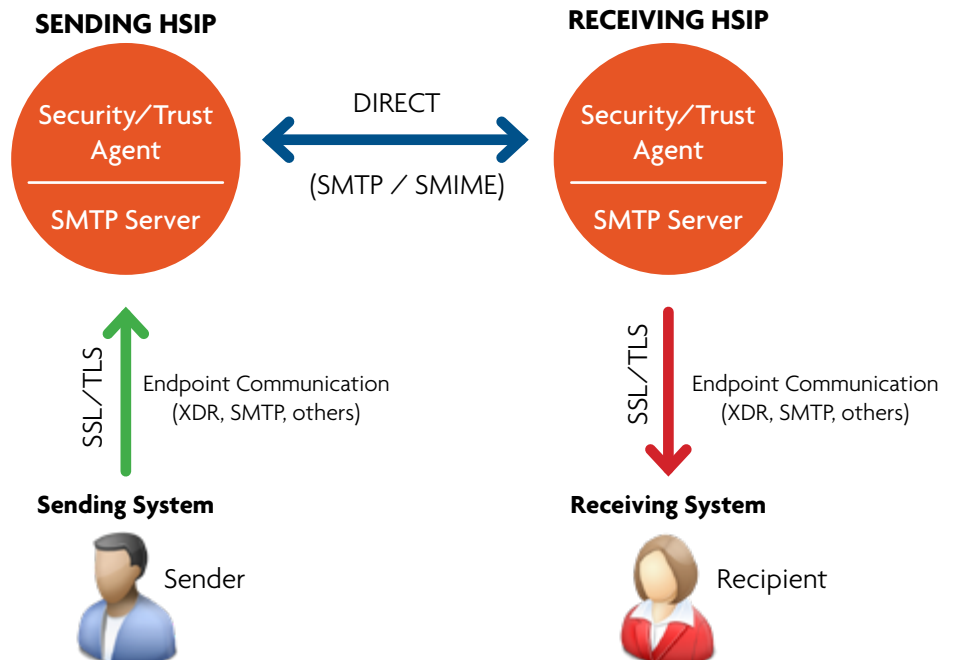 SENDING HSIP
RECEIVING HSIP
Security/Trust
Agent
SMTP Server
DIRECT
(SMTP / SMIME)
Security/Trust
Agent
SMTP Server
SSL/TLS
Endpoint Communication
(XDR, SMTP, others)
SSL/TLS
Endpoint Communication
(XDR, SMTP, others)
Sending System
Sender
Receiving System
Recipient